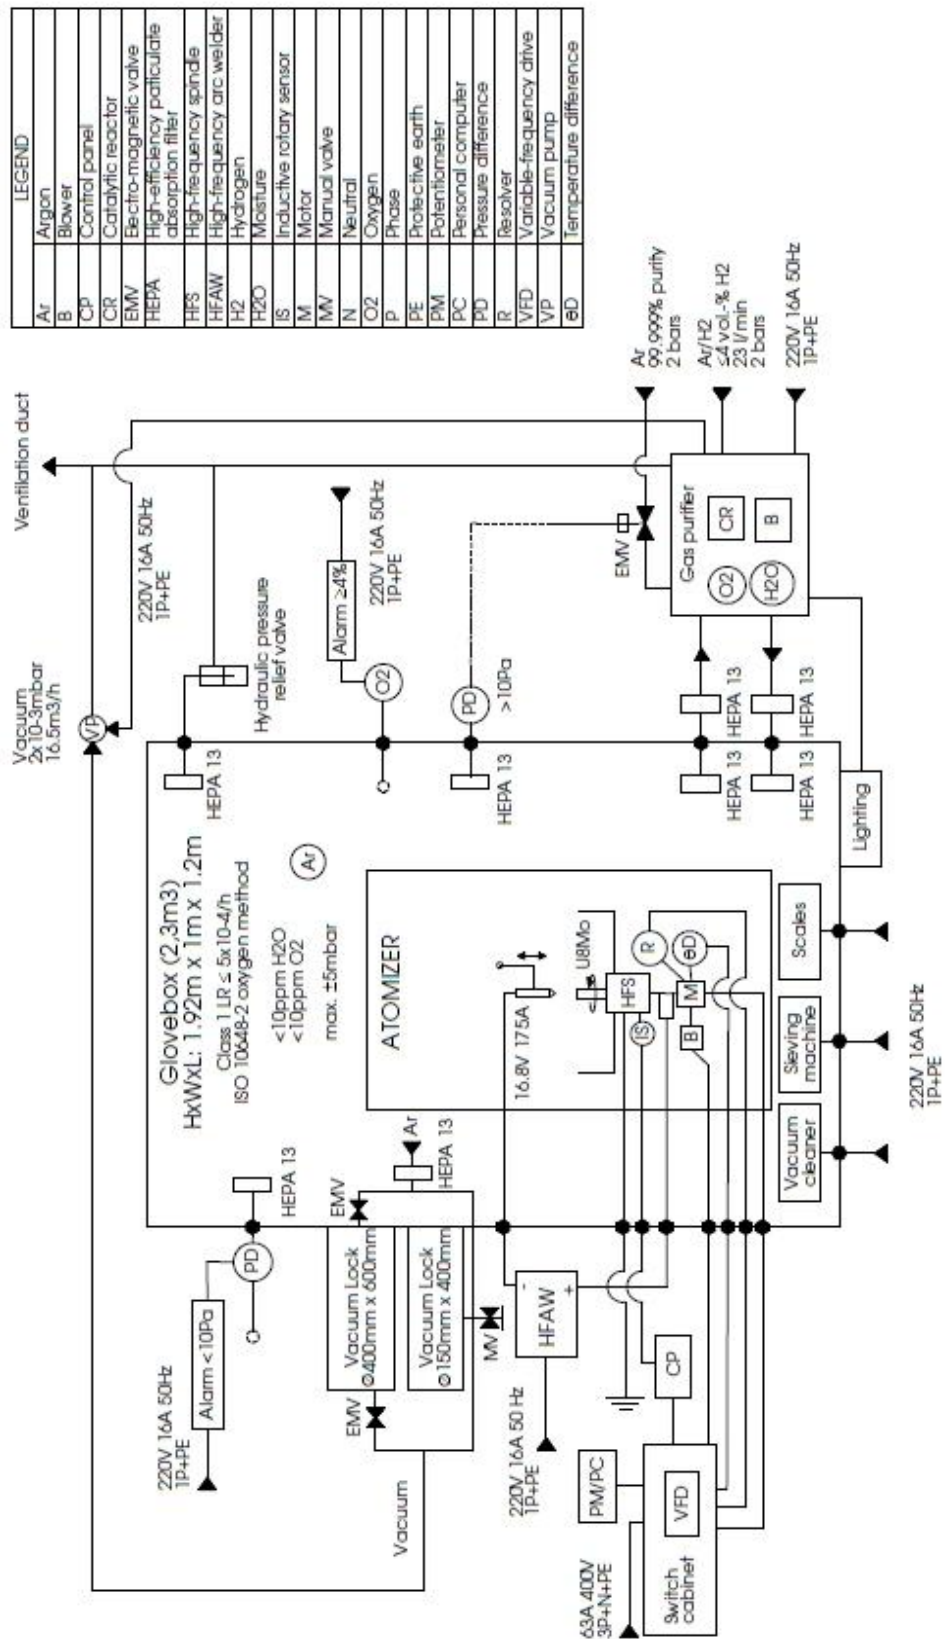 Vacuum
2x10-3mbar
16.5m3/h
Ventilation duct
VP
220V 16A 50Hz
1P+PE
LEGEND
Ar Argon
B Blower
CP Control panel
CR Catalytic reactor
EMV Electro-magnetic valve
HEPA High-efficiency paticulate
absorption filter
HFS High-frequency spindle
HFAW High-frequency arc welder
H2 Hydrogen
H2O Moisture
IS Inductive rotary sensor
M Motor
MV Manual valve
N Neutral
O2 Oxygen
P Phase
PE Protective earth
PM Potentiometer
PC Personal computer
PD Pressure difference
R Resolver
VFD Variable-frequency drive
VP Vacuum pump
ɵD Temperature difference
220V 16A 50Hz
1P+PE
Alarm <10Pa
PD
HEPA 13
Glovebox (2,3m3)
HxWxL: 1.92m x 1m x 1.2m
Class 1 LR ≤ 5x10-4/h
ISO 10648-2 oxygen method
<10ppm H2O
<10ppm O2
max. ±5mbar
Ar
HEPA 13
Hydraulic pressure
relief valve
O2
Alarm ≥4%
220V 16A 50Hz
1P+PE
PD
>10Pa
HEPA 13
EMV
Vacuum Lock
Ø400mm x 600mm
EMV
Vacuum Lock
Ø150mm x 400mm
Ar
HEPA 13
MV
Vacuum
ATOMIZER
16.8V 175A
U8Mo
HFS
IS
R
ɵD
M
B
220V 16A 50 Hz
1P+PE
HFAW
-
+
CP
PM/PC
63A 400V
3P+N+PE
VFD
Switch
cabinet
EMV
Ar
99.999% purity
2 bars
Ar/H2
≤4 vol.-% H2
23 l/min
2 bars
220V 16A 50Hz
1P+PE
Gas purifier
O2
CR
H2O
B
HEPA 13
HEPA 13
HEPA 13
HEPA 13
Vacuum
cleaner
Sieving
machine
Scales
Lighting
220V 16A 50Hz
1P+PE